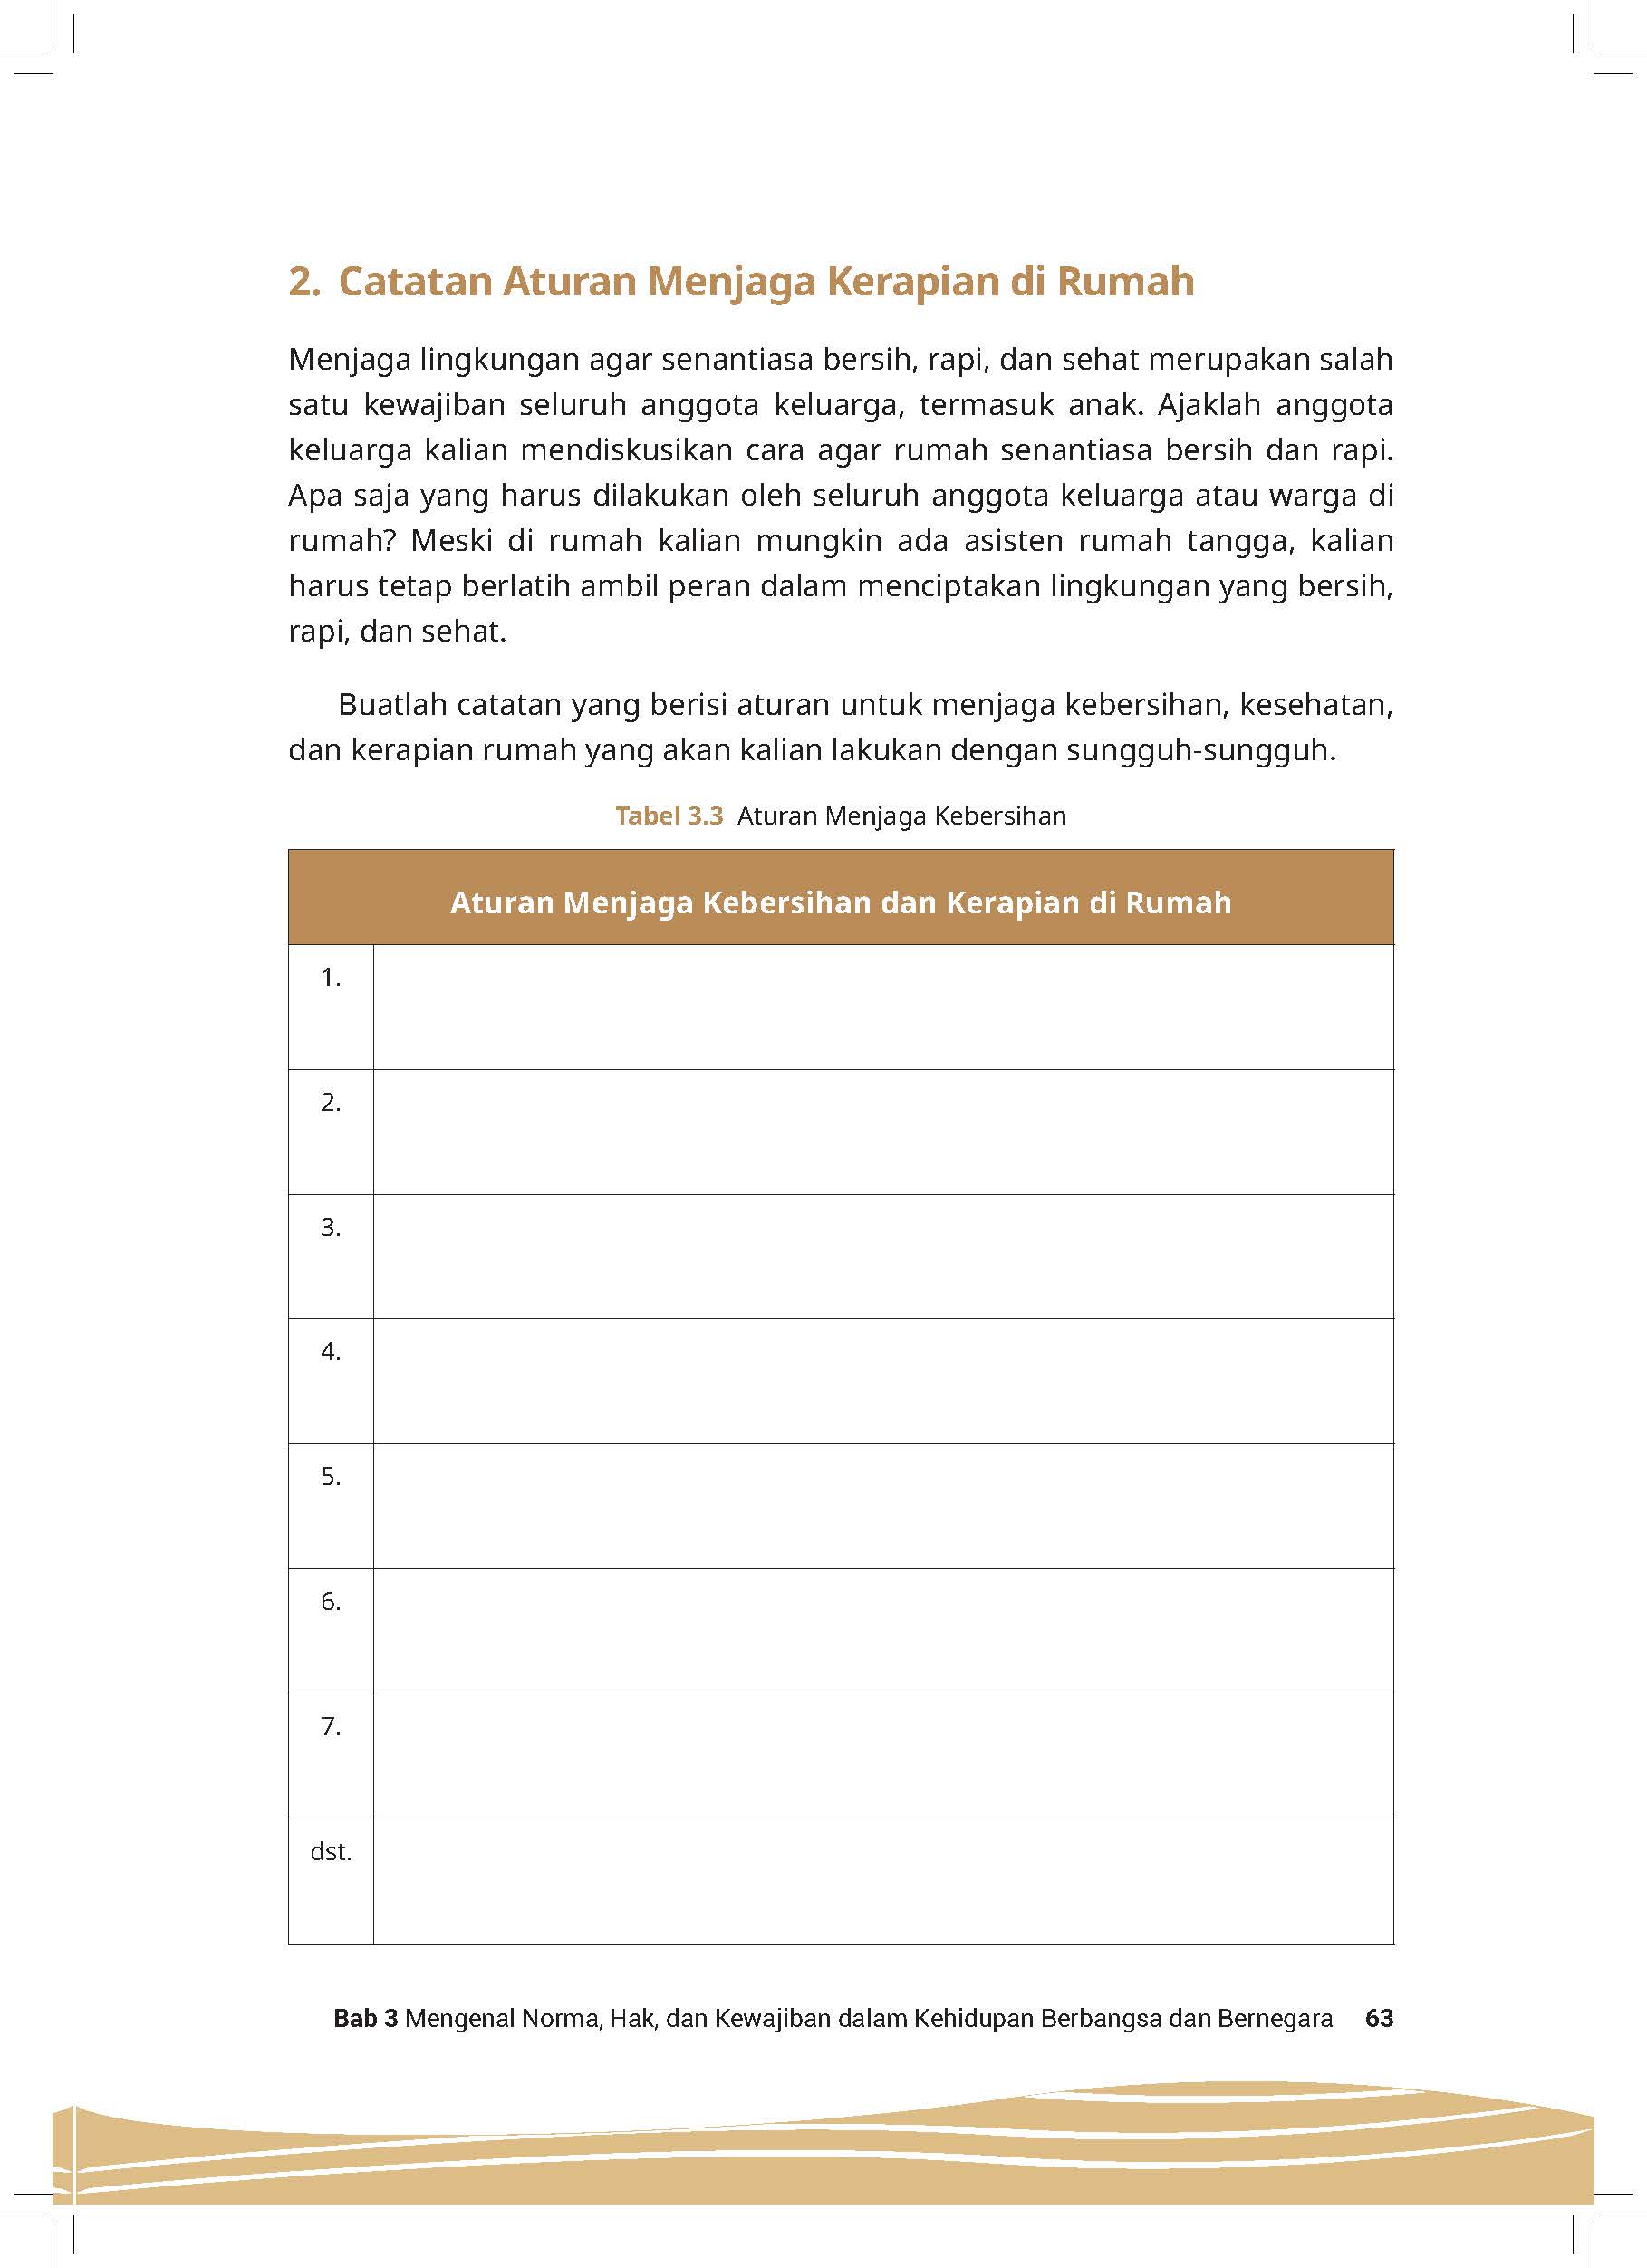 2. Catatan Aturan Menjaga Kerapian di Rumah
Menjaga lingkungan agar senantiasa bersih, rapi, dan sehat merupakan salah
satu kewajiban seluruh anggota keluarga, termasuk anak. Ajaklah anggota
keluarga kalian mendiskusikan cara agar rumah senantiasa bersih dan rapi.
Apa saja yang harus dilakukan oleh seluruh anggota keluarga atau warga di
rumah? Meski di rumah kalian mungkin ada asisten rumah tangga, kalian
harus tetap berlatih ambil peran dalam menciptakan lingkungan yang bersih,
rapi, dan sehat.
Buatlah catatan yang berisi aturan untuk menjaga kebersihan, kesehatan,
dan kerapian rumah yang akan kalian lakukan dengan sungguh-sungguh.
Tabel 3.3 Aturan Menjaga Kebersihan
Aturan Menjaga Kebersihan dan Kerapian di Rumah
1.
2.
3.
4.
5.
6.
7.
dst.
Bab 3 Mengenal Norma, Hak, dan Kewajiban dalam Kehidupan Berbangsa dan Bernegara 63